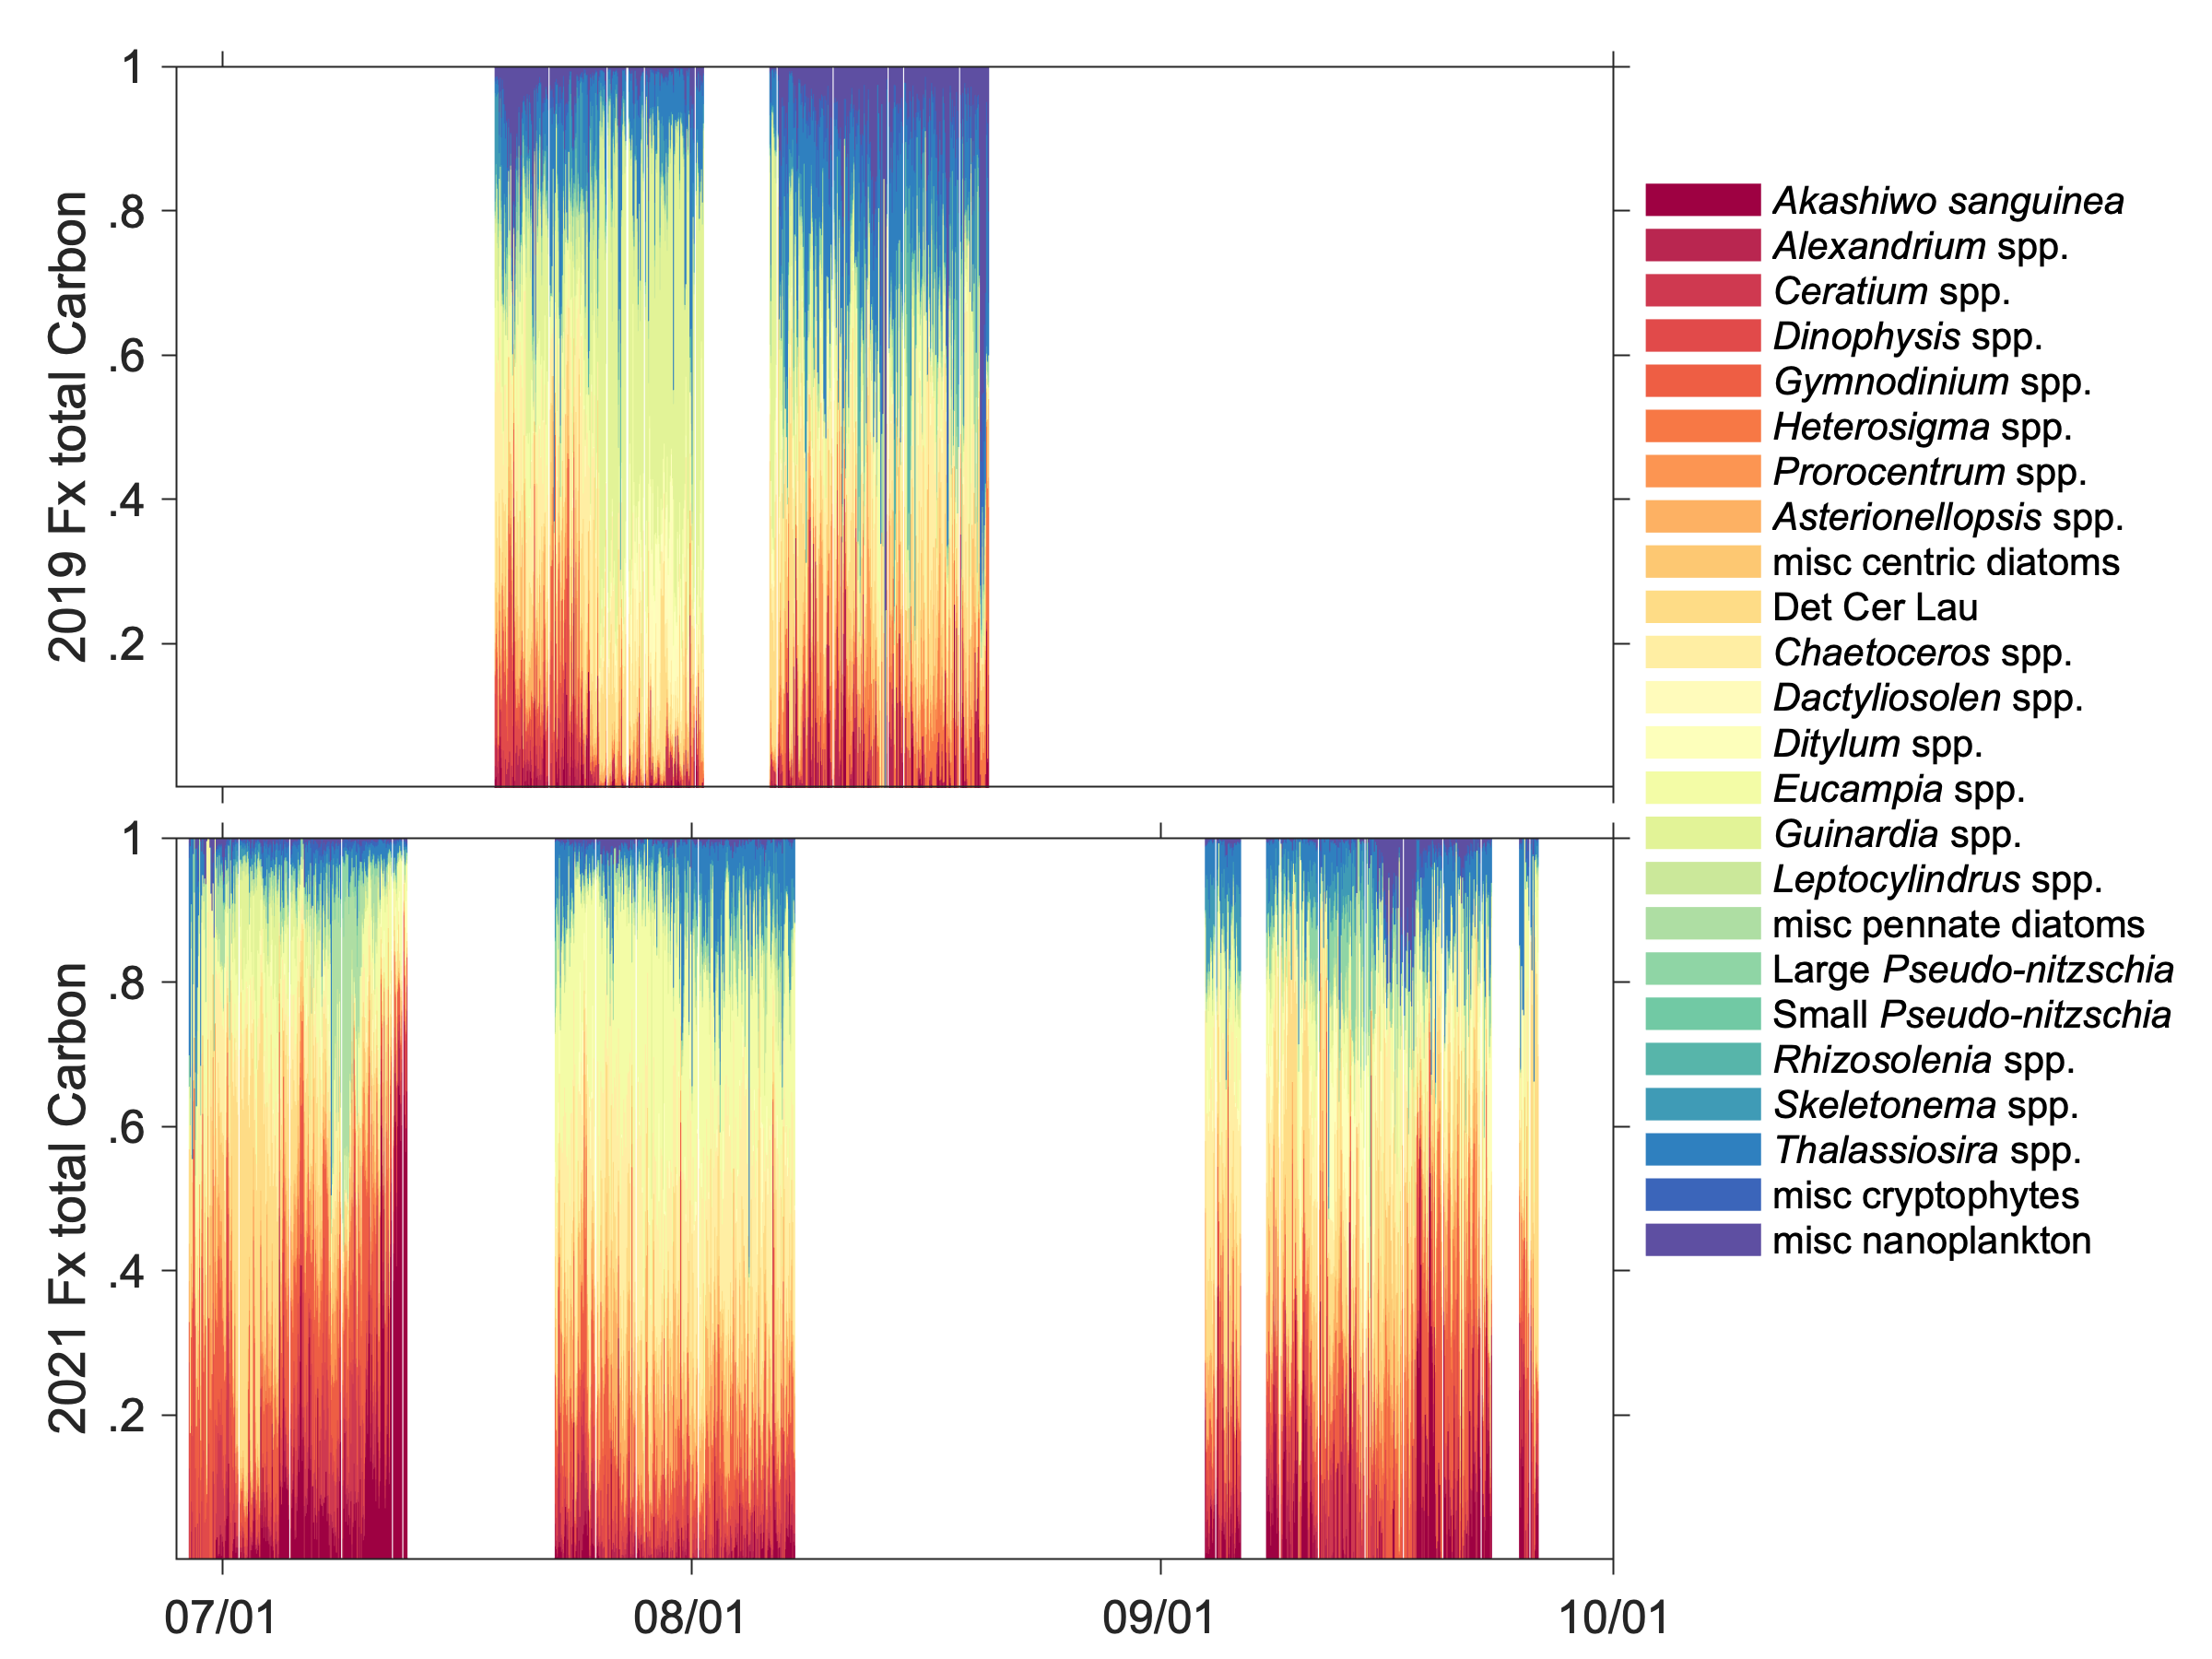 2019 Fx total Carbon
1
.8
.6
.4
.2
2021 Fx total Carbon
1
.8
.6
.4
.2
07/01
08/01
09/01
10/01
Akashiwo sanguinea
Alexandrium spp.
Ceratium spp.
Dinophysis spp.
Gymnodinium spp.
Heterosigma spp.
Prorocentrum spp.
Asterionellopsis spp.
misc centric diatoms
Det Cer Lau
Chaetoceros spp.
Dactyliosolen spp.
Ditylum spp.
Eucampia spp.
Guinardia spp.
Leptocylindrus spp.
misc pennate diatoms
Large Pseudo-nitzschia
Small Pseudo-nitzschia
Rhizosolenia spp.
Skeletonema spp.
Thalassiosira spp.
misc cryptophytes
misc nanoplankton